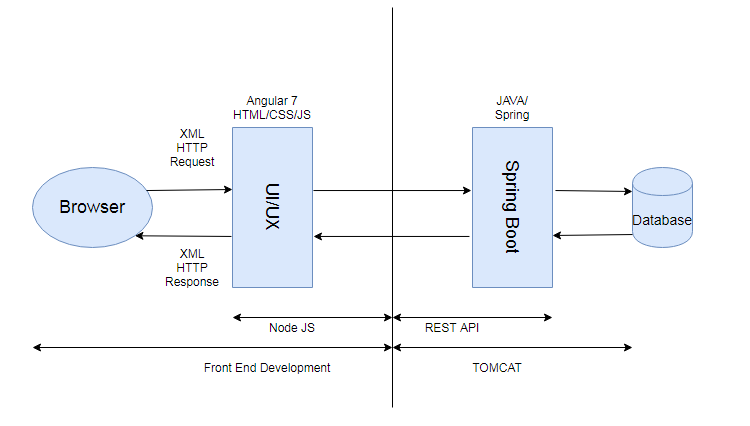 Angular 7
HTML/CSS/JS
JAVA/
Spring
XML
HTTP
Request
Browser
UI/UX
Spring Boot
Database
XML
HTTP
Response
Node JS
REST API
Front End Development
TOMCAT